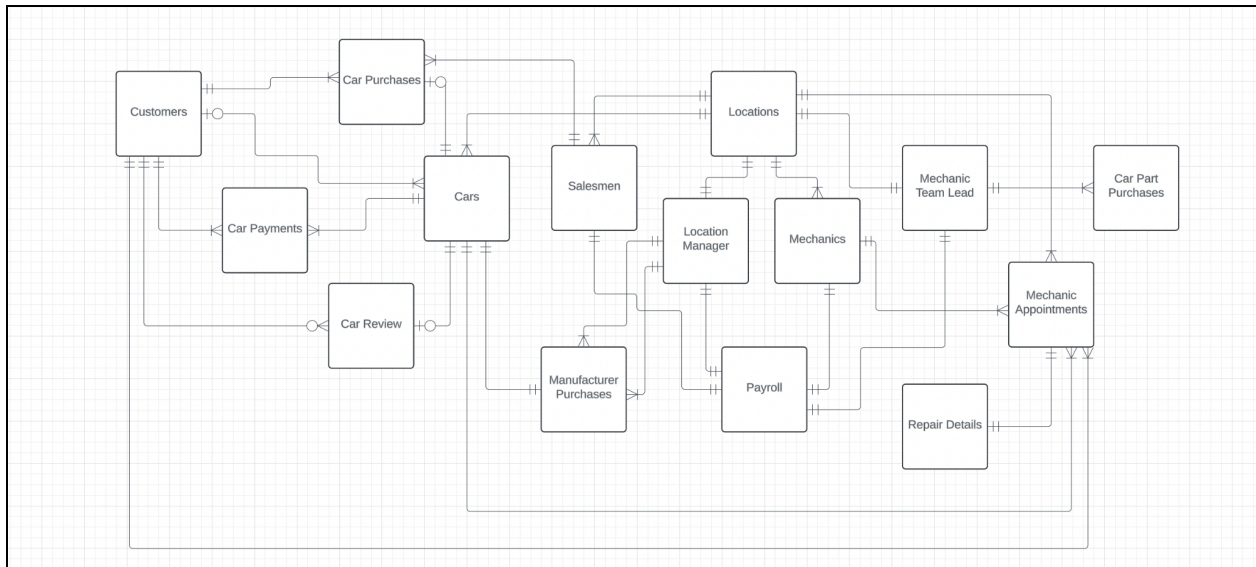 Car Purchases
Customers
Locations
Salesmen
Mechanic
Team Lead
Car Part
Purchases
Cars
Car Payments
Location
Manager
Mechanics
Mechanic
Appointments
Car Review
Manufacturer
Purchases
Payroll
Repair Details